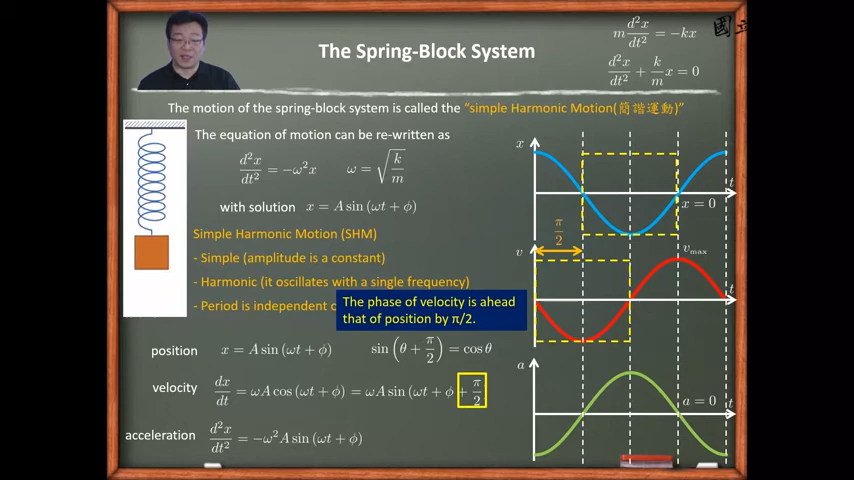 The Spring-Block System
m d²x/dt² = −kx
d²x/dt² + k/m x = 0
國立
The motion of the spring-block system is called the "simple Harmonic Motion(簡諧運動)"
The equation of motion can be re-written as
d²x/dt² = −ω²x ω = √(k/m)
with solution x = A sin (ωt + ϕ)
Simple Harmonic Motion (SHM)
- Simple (amplitude is a constant)
- Harmonic (it oscillates with a single frequency)
- Period is independent o
The phase of velocity is ahead
that of position by π/2.
position x = A sin (ωt + ϕ) sin (θ + π/2) = cos θ
velocity dx/dt = ωA cos (ωt + ϕ) = ωA sin (ωt + ϕ + π/2
acceleration d²x/dt² = −ω²A sin (ωt + ϕ)
x
t
x = 0
π/2
v
v max
t
a
t
a = 0